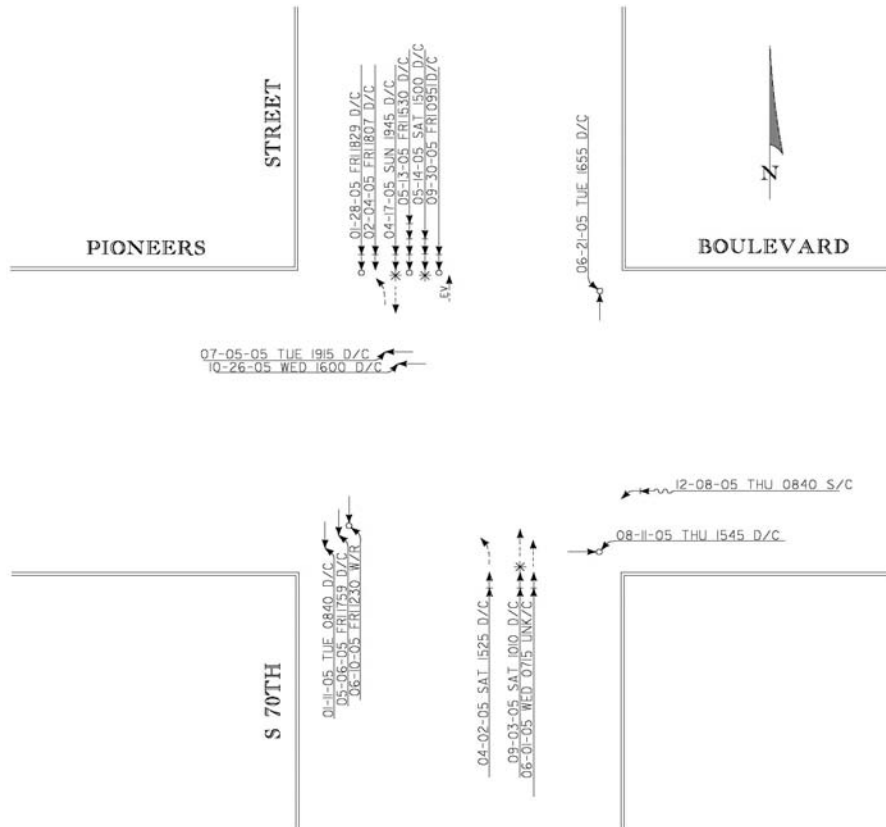 STREET
01-28-05 FRI 1829 D/C
02-04-05 FRI 1807 D/C
04-17-05 SUN 1945 D/C
05-13-05 FRI 1530 D/C
05-14-05 SAT 1500 D/C
09-30-05 FRI 0951 D/C
06-21-05 TUE 1655 D/C
N
PIONEERS
BOULEVARD
EV
07-05-05 TUE 1915 D/C
10-26-05 WED 1600 D/C
12-08-05 THU 0840 S/C
08-11-05 THU 1545 D/C
01-11-05 TUE 0840 D/C
05-06-05 FRI 1759 D/C
06-10-05 FRI 1230 W/R
04-02-05 SAT 1525 D/C
09-03-05 SAT 1010 D/C
06-01-05 WED 0715 UNK/C
S 70TH